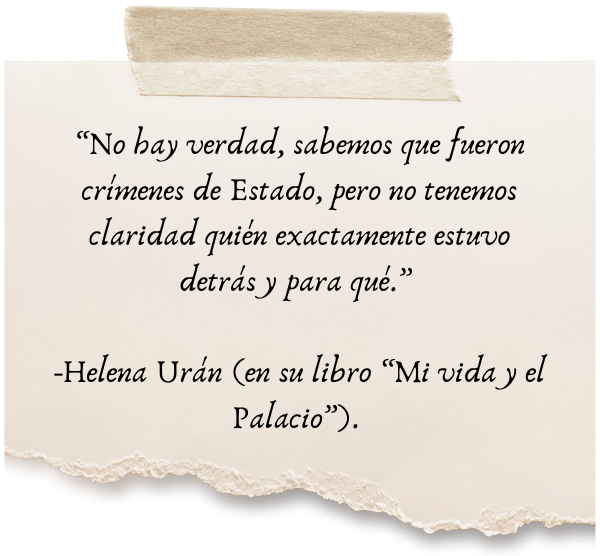 “No hay verdad, sabemos que fueron
crímenes de Estado, pero no tenemos
claridad quién exactamente estuvo
detrás y para qué.”
-Helena Urán (en su libro “Mi vida y el
Palacio”).